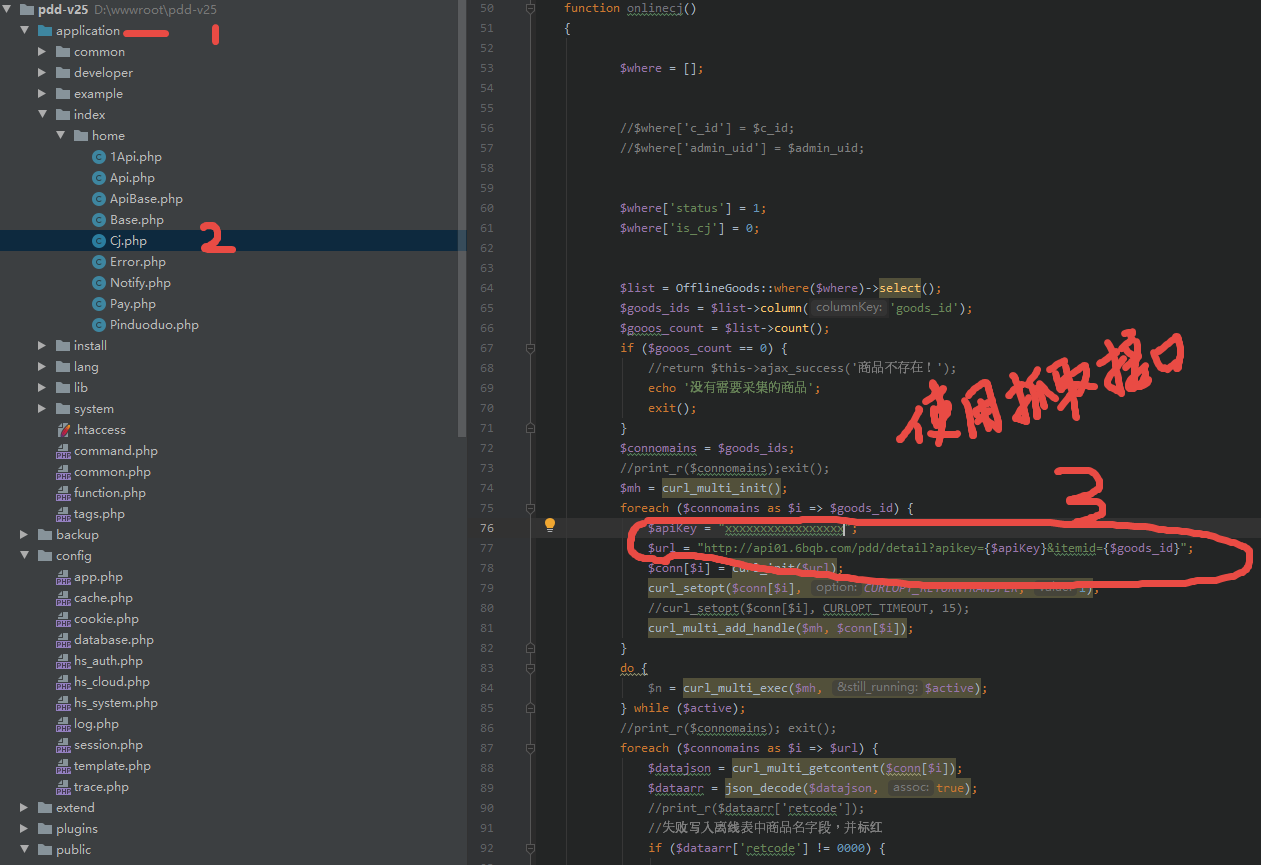 pdd-v25 D:\wwwroot\pdd-v25
application
1
common
developer
example
index
home
1Api.php
Api.php
ApiBase.php
Base.php
Cj.php
2
Error.php
Notify.php
Pay.php
Pinduoduo.php
install
lang
lib
system
.htaccess
command.php
common.php
function.php
tags.php
backup
config
app.php
cache.php
cookie.php
database.php
hs_auth.php
hs_cloud.php
hs_system.php
log.php
session.php
template.php
trace.php
extend
plugins
public
50 function onlinecj()
51 {
52
53 $where = [];
54
55
56 //$where['c_id'] = $c_id;
57 //$where['admin_uid'] = $admin_uid;
58
59
60 $where['status'] = 1;
61 $where['is_cj'] = 0;
62
63
64 $list = OfflineGoods::where($where)->select();
65 $goods_ids = $list->column( columnKey: 'goods_id');
66 $gooos_count = $list->count();
67 if ($gooos_count == 0) {
68 //return $this->ajax_success('商品不存在！');
69 echo '没有需要采集的商品';
70 exit();
71 }
72 $connomains = $goods_ids;
73 //print_r($connomains);exit();
74 $mh = curl_multi_init();
75 foreach ($connomains as $i => $goods_id) {
76 $apiKey = "xxxxxxxxxxxxxxxxx";
77 $url = "http://api01.6bqb.com/pdd/detail?apikey={$apiKey}&itemid={$goods_id}";
78 $conn[$i] = curl_init($url);
79 curl_setopt($conn[$i], option: CURLOPT_RETURNTRANSFER, value: 1);
80 //curl_setopt($conn[$i], CURLOPT_TIMEOUT, 15);
81 curl_multi_add_handle($mh, $conn[$i]);
82 }
83 do {
84 $n = curl_multi_exec($mh, &still_running: $active);
85 } while ($active);
86 //print_r($connomains); exit();
87 foreach ($connomains as $i => $url) {
88 $datajson = curl_multi_getcontent($conn[$i]);
89 $dataarr = json_decode($datajson, assoc: true);
90 //print_r($dataarr['retcode']);
91 //失败写入离线表中商品名字段，并标红
92 if ($dataarr['retcode'] != 0000) {
使用抓采接口
3